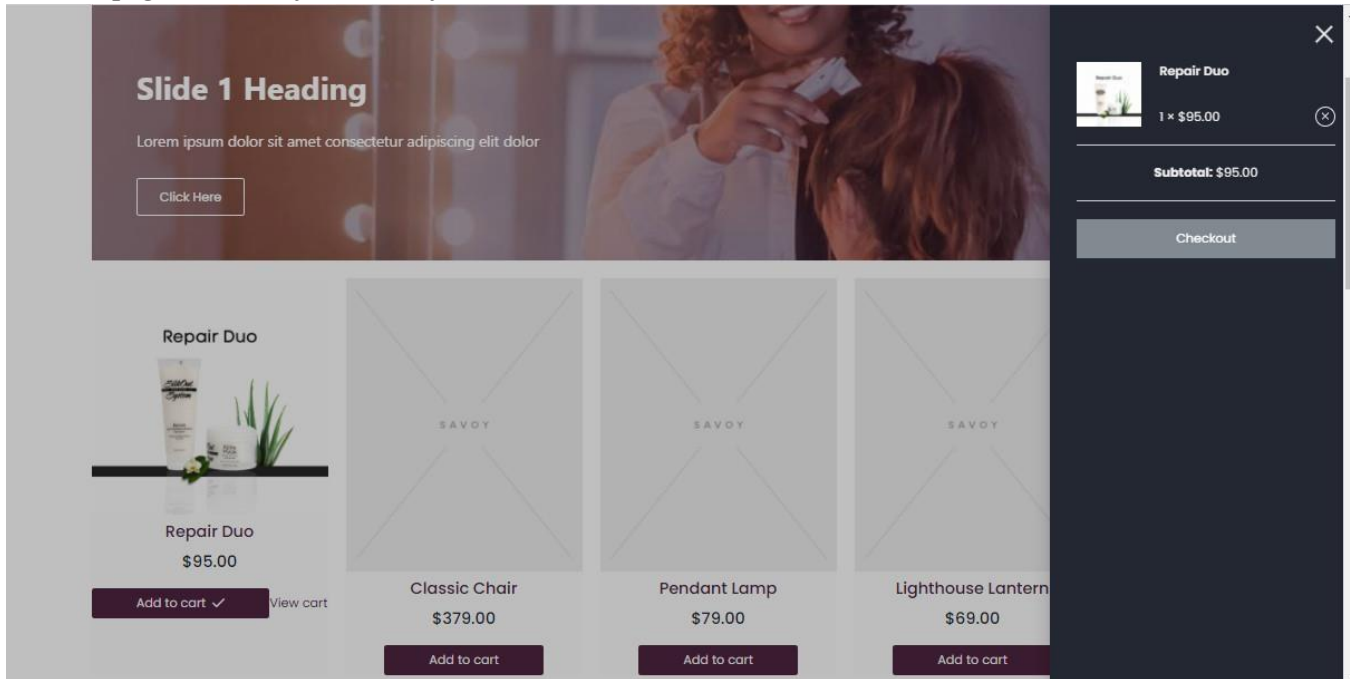 Slide 1 Heading
Lorem ipsum dolor sit amet consectetur adipiscing elit dolor
Click Here
Repair Duo
1 × $95.00
Subtotal: $95.00
Checkout
Repair Duo
System
SAVOY
SAVOY
SAVOY
Repair Duo
$95.00
Add to cart
View cart
Classic Chair
$379.00
Add to cart
Pendant Lamp
$79.00
Add to cart
Lighthouse Lantern
$69.00
Add to cart